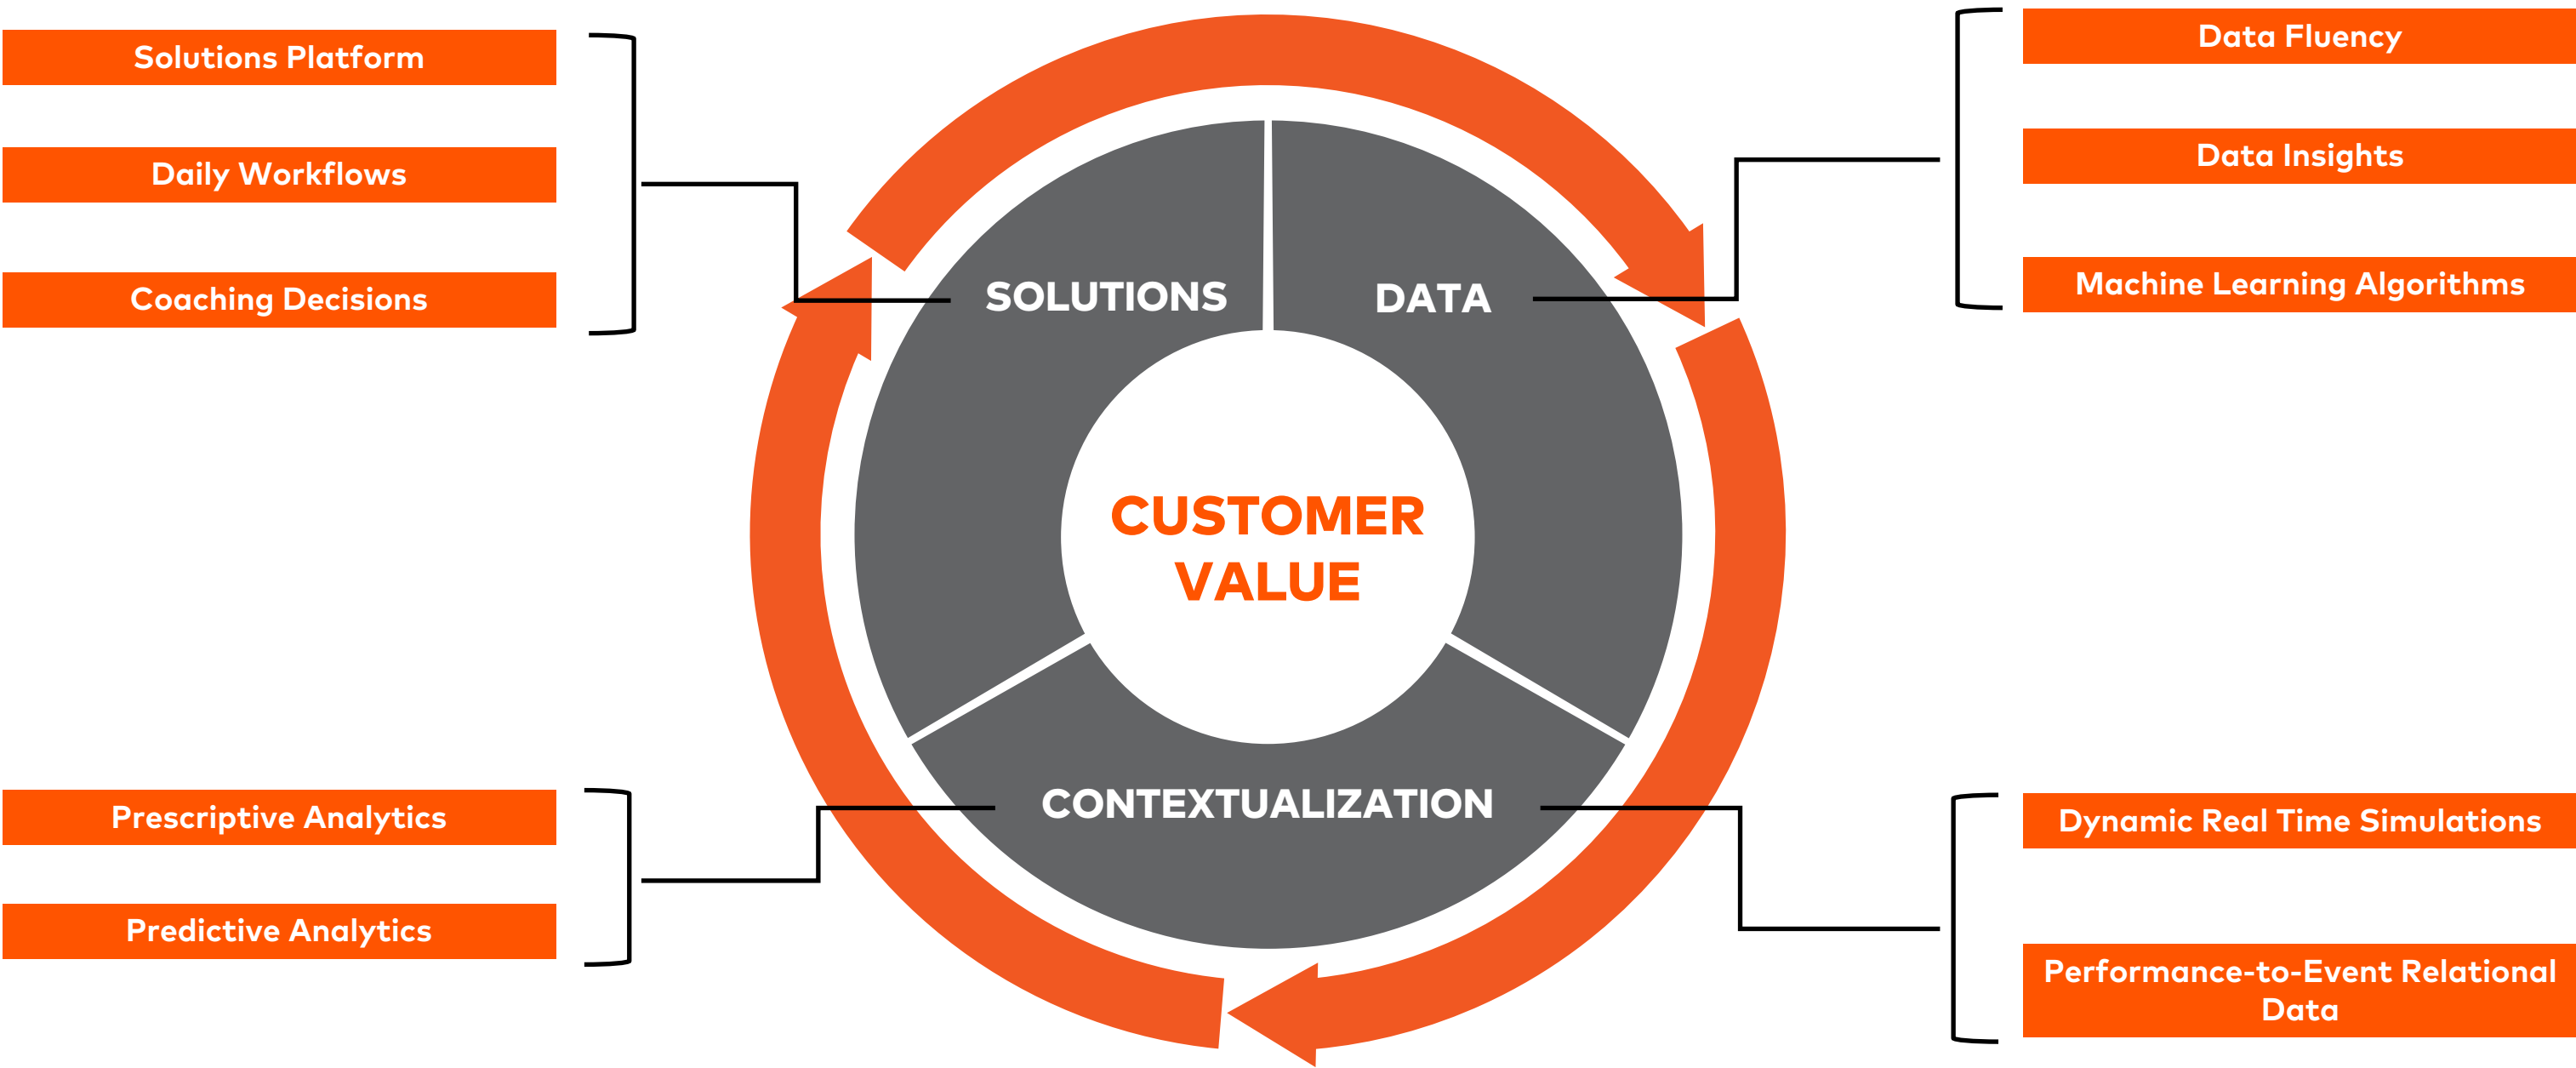 Solutions Platform
Daily Workflows
Coaching Decisions
Data Fluency
Data Insights
Machine Learning Algorithms
SOLUTIONS
DATA
CUSTOMER
VALUE
CONTEXTUALIZATION
Prescriptive Analytics
Predictive Analytics
Dynamic Real Time Simulations
Performance-to-Event Relational
Data